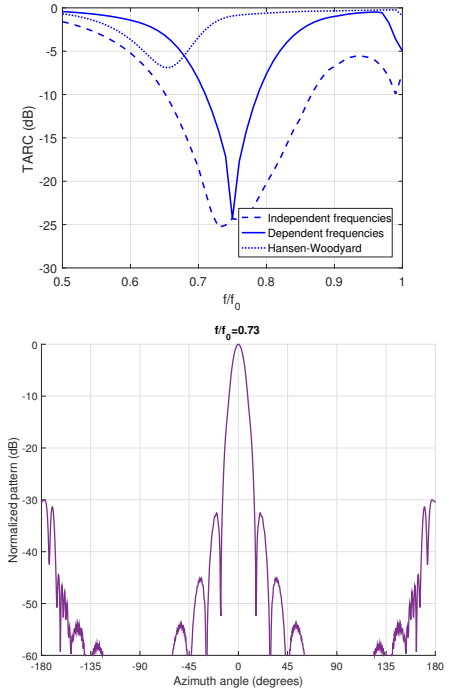 0
-5
-10
-15
-20
-25
-30
TARC (dB)
Independent frequencies
Dependent frequencies
Hansen-Woodyard
0.5 0.6 0.7 0.8 0.9 1
f/f0
f/f0=0.73
0
-10
-20
-30
-40
-50
-60
Normalized pattern (dB)
-180 -135 -90 -45 0 45 90 135 180
Azimuth angle (degrees)